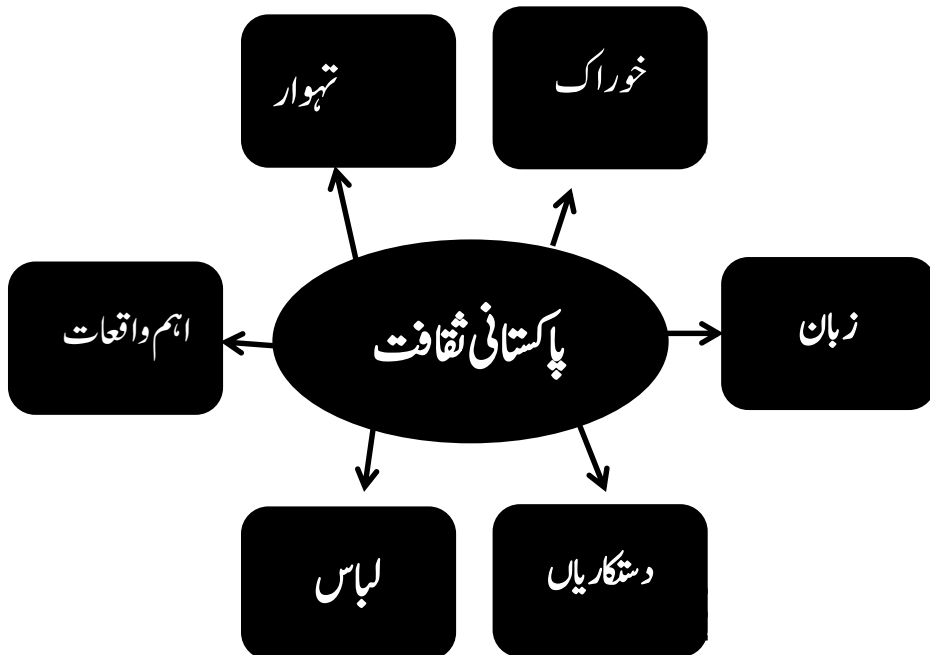 خوراک
تہوار
زبان
پاکستانی ثقافت
اہم واقعات
دستکاریاں
لباس